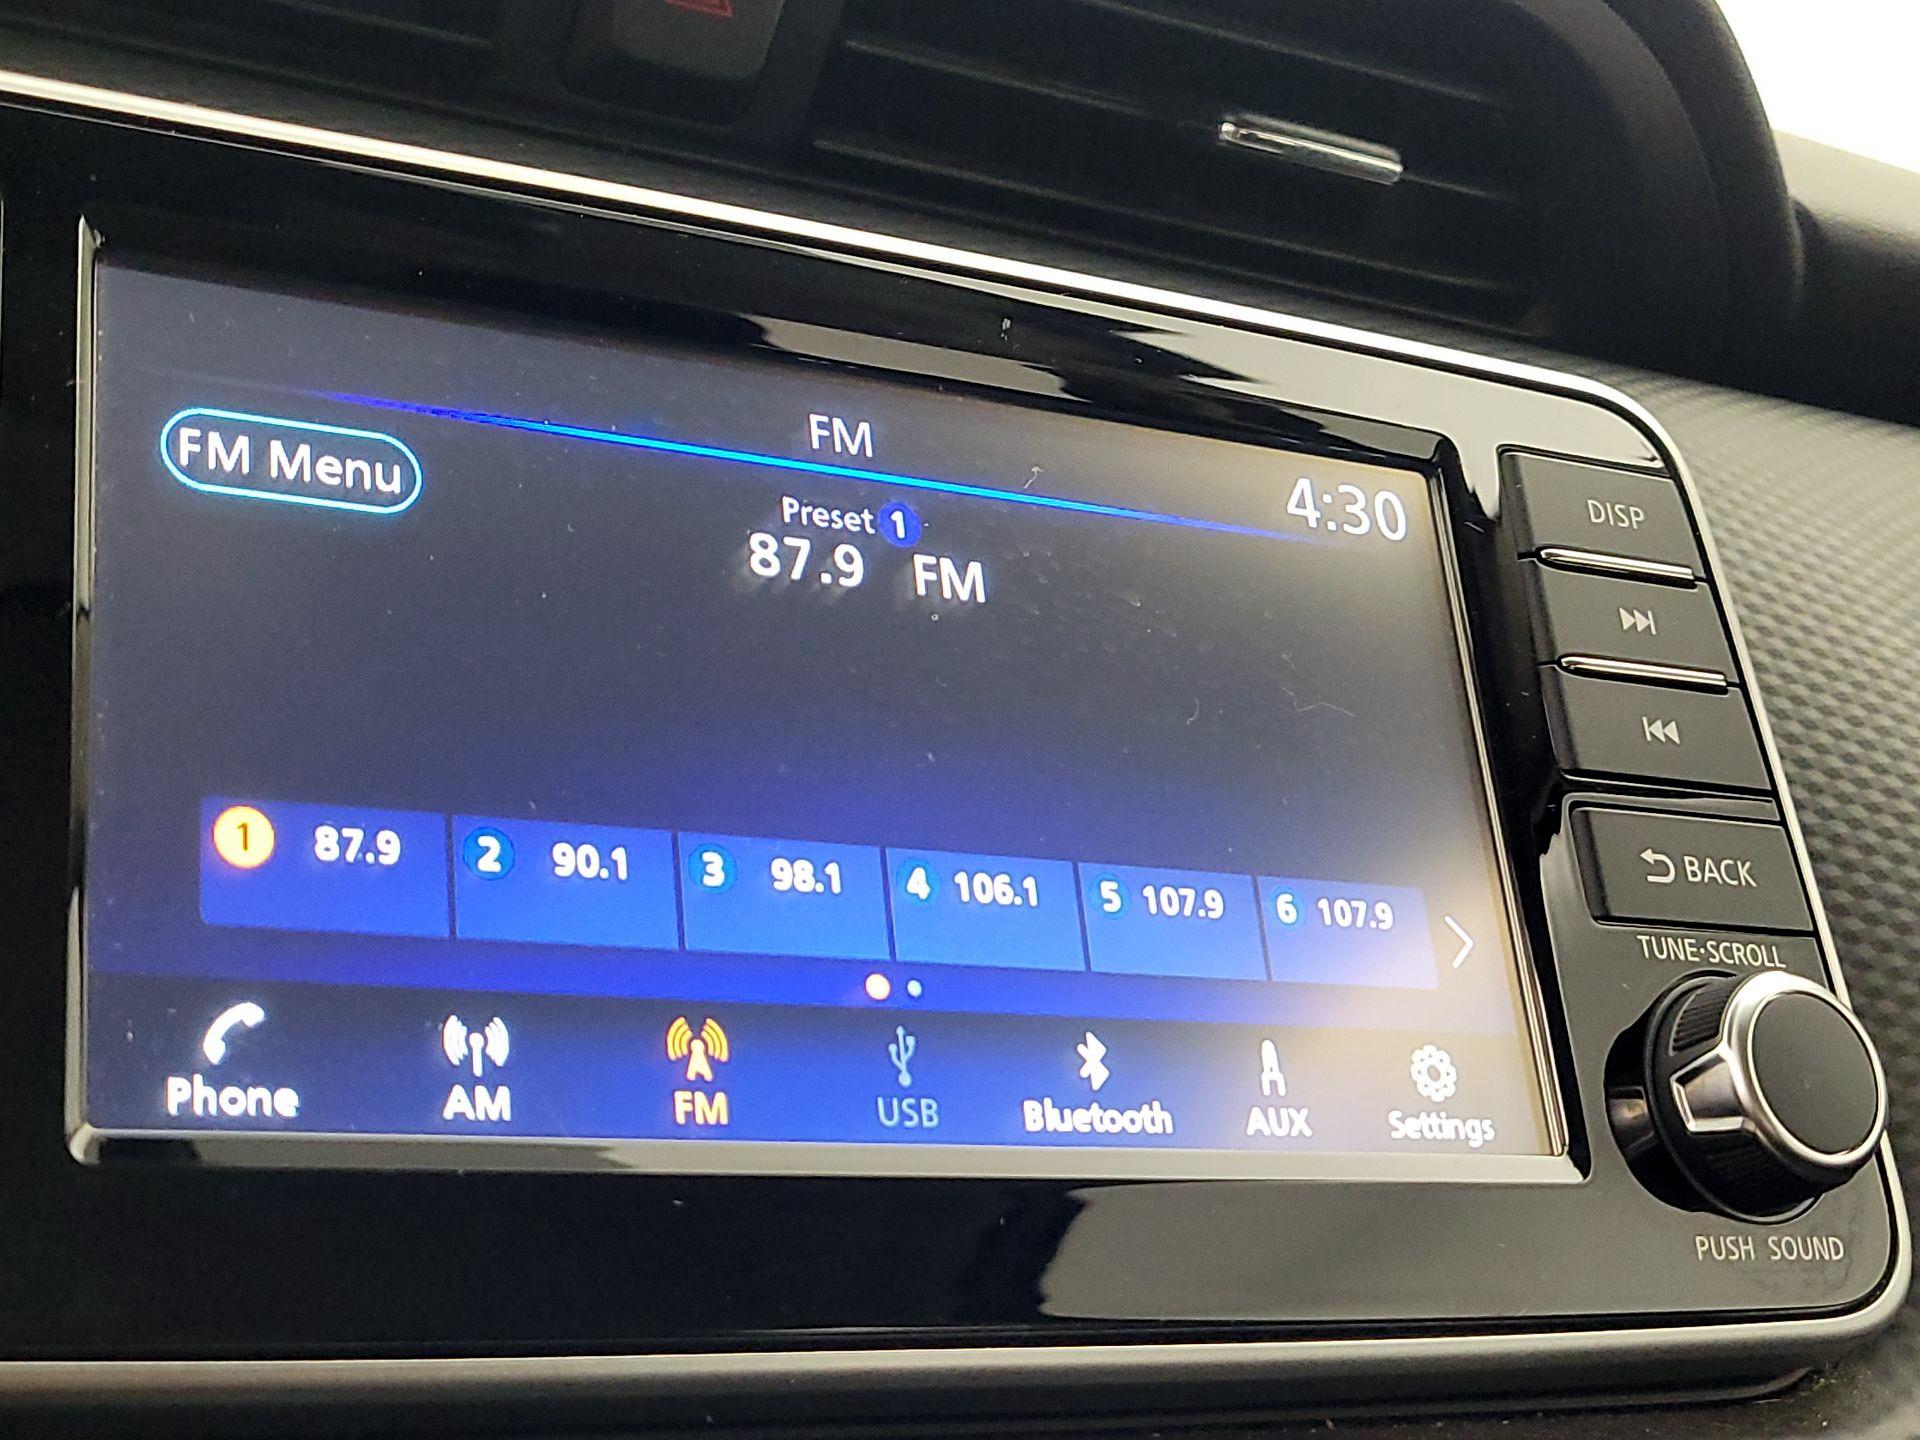 FM
FM Menu
4:30
Preset 1
87.9 FM
1 87.9
2 90.1
3 98.1
4 106.1
5 107.9
6 107.9
Phone
AM
FM
USB
Bluetooth
AUX
Settings
DISP
BACK
TUNE·SCROLL
PUSH SOUND